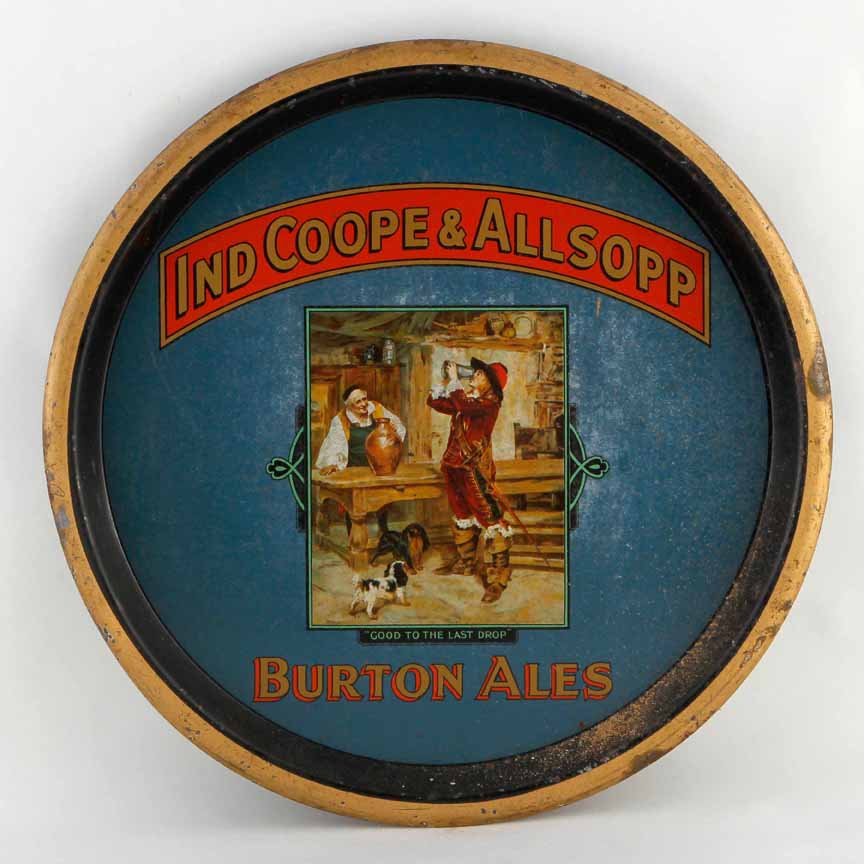 IND COOPE & ALLSOPP
"GOOD TO THE LAST DROP"
BURTON ALES